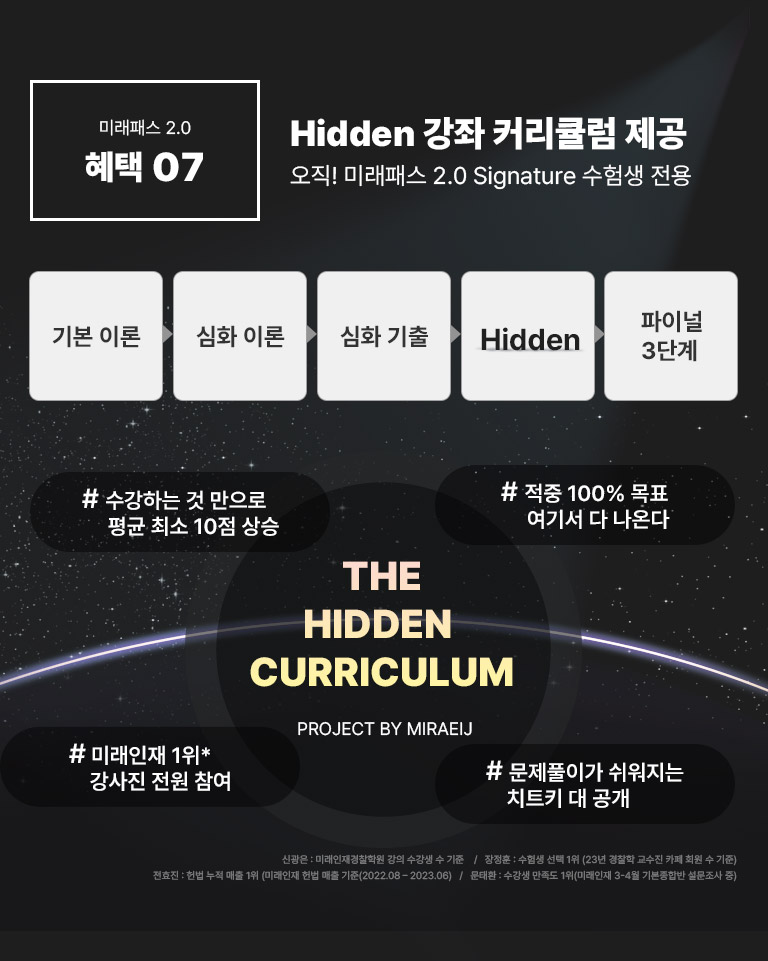 미래패스 2.0
혜택 07
Hidden 강좌 커리큘럼 제공
오직! 미래패스 2.0 Signature 수험생 전용
기본 이론
심화 이론
심화 기출
Hidden
파이널
3단계
# 수강하는 것 만으로
평균 최소 10점 상승
# 적중 100% 목표
여기서 다 나온다
THE
HIDDEN
CURRICULUM
PROJECT BY MIRAEIJ
# 미래인재 1위*
강사진 전원 참여
# 문제풀이가 쉬워지는
치트키 대 공개
신광은 : 미래인재경찰학원 강의 수강생 수 기준 / 장정훈 : 수험생 선택 1위 (23년 경찰학 교수진 카페 회원 수 기준)
전효진 : 헌법 누적 매출 1위 (미래인재 헌법 매출 기준(2022.08 – 2023.06) / 문태환 : 수강생 만족도 1위(미래인재 3-4월 기본종합반 설문조사 중)